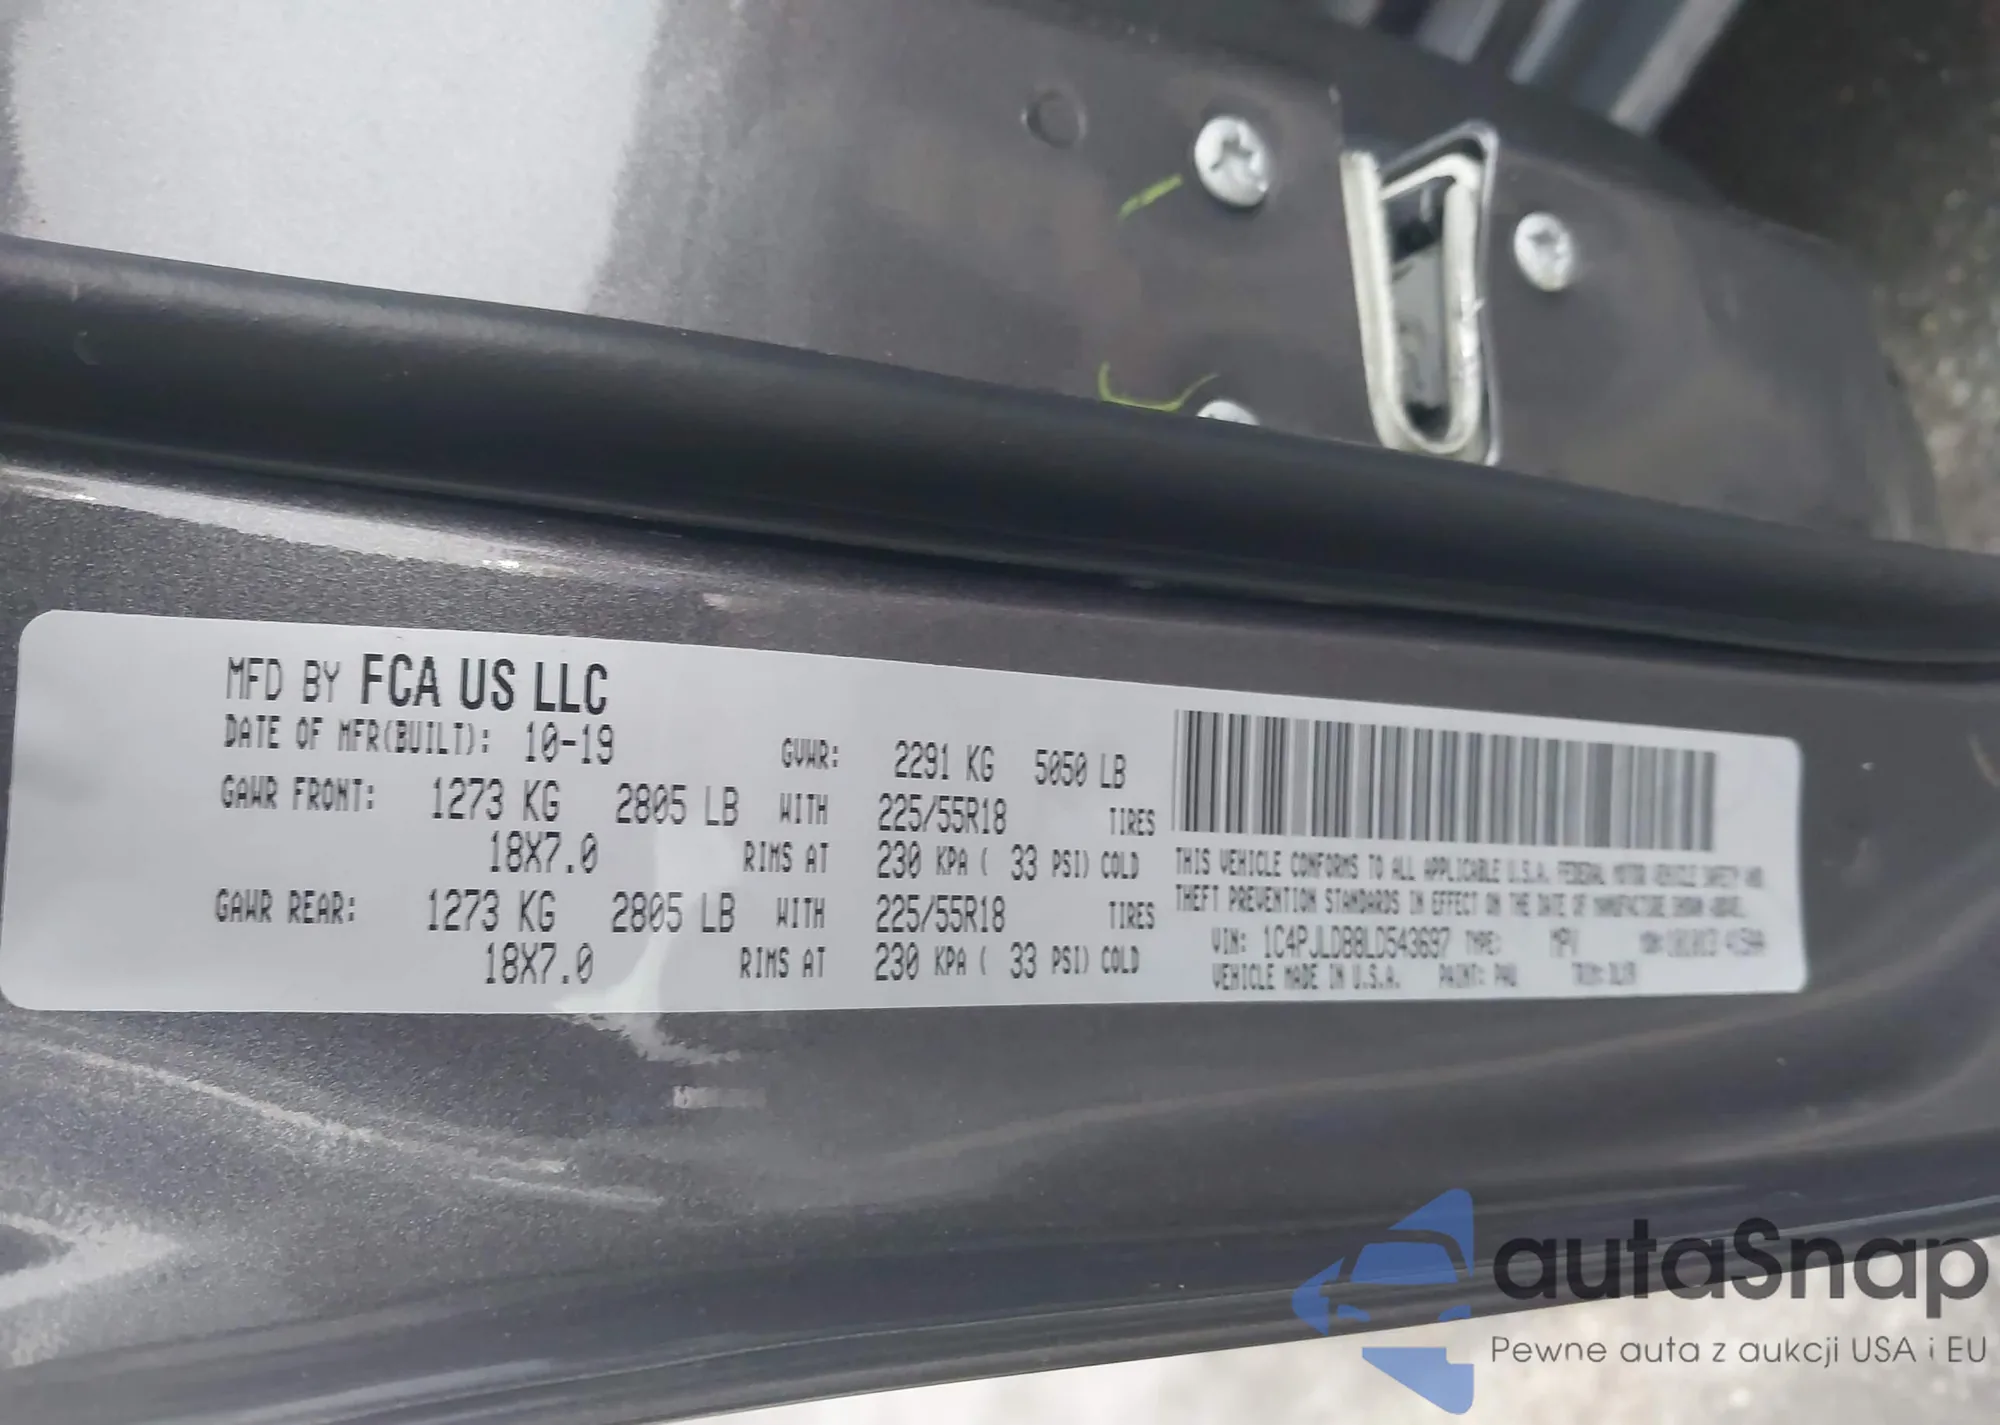 MFD BY FCA US LLC
DATE OF MFR(BUILT): 10-19 GVWR: 2291 KG 5050 LB
GAWR FRONT: 1273 KG 2805 LB WITH 225/55R18 TIRES
18X7.0 RIMS AT 230 KPA ( 33 PSI) COLD
GAWR REAR: 1273 KG 2805 LB WITH 225/55R18 TIRES
18X7.0 RIMS AT 230 KPA ( 33 PSI) COLD
THIS VEHICLE CONFORMS TO ALL APPLICABLE U.S.A. FEDERAL MOTOR VEHICLE SAFETY AND
THEFT PREVENTION STANDARDS IN EFFECT ON THE DATE OF MANUFACTURE SHOWN ABOVE.
VIN: TYPE: MPV
VEHICLE MADE IN U.S.A. PAINT: PAU
autaSnap
Pewne auta z aukcji USA i EU